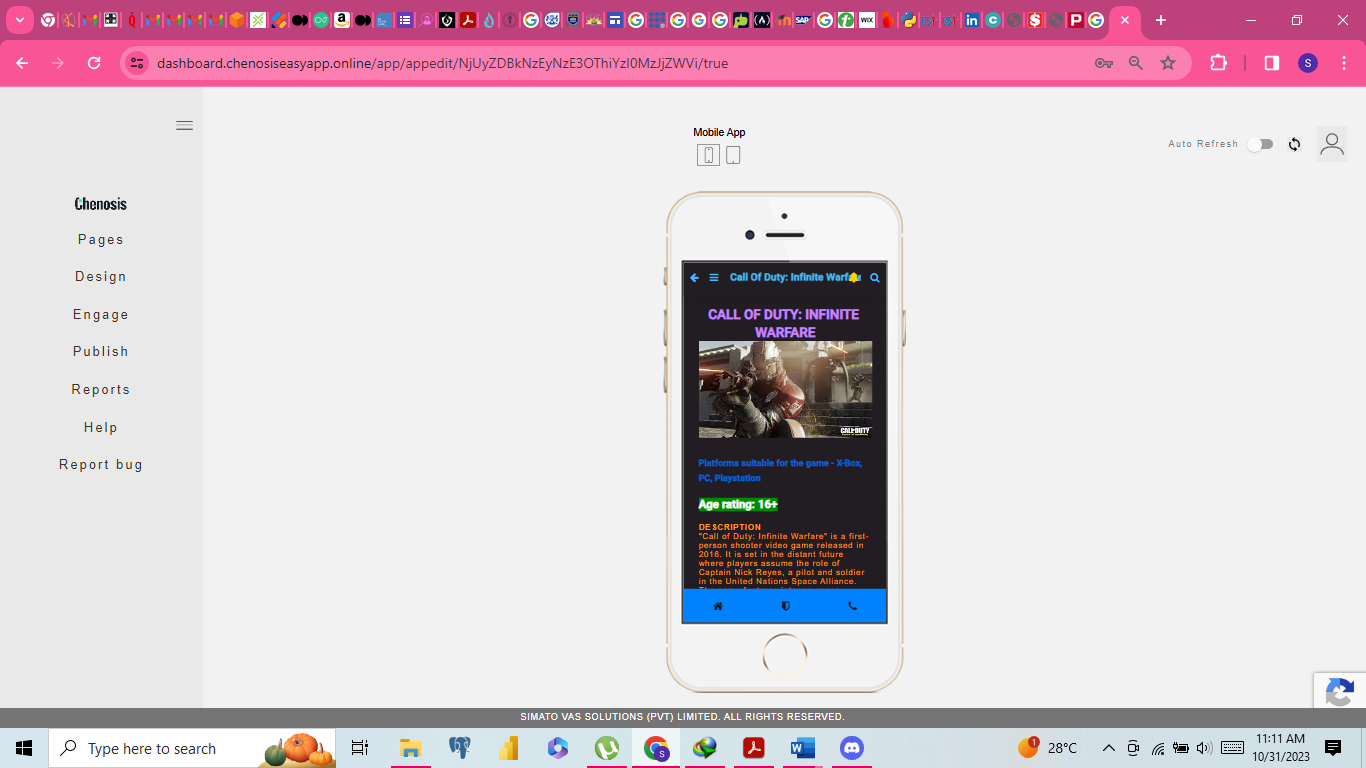 dashboard.chenosiseasyapp.online/app/appedit/NjUyZDBkNzEyNzE3OThiYzI0MzJjZWVi/true
S
Mobile App
Auto Refresh
Chenosis
Pages
Design
Engage
Publish
Reports
Help
Report bug
Call Of Duty: Infinite Warfare
CALL OF DUTY: INFINITE
WARFARE
CALL OF DUTY
Platforms suitable for the game - X-Box,
PC, Playstation
Age rating: 16+
DESCRIPTION
"Call of Duty: Infinite Warfare" is a first-
person shooter video game released in
2016. It is set in the distant future
where players assume the role of
Captain Nick Reyes, a pilot and soldier
in the United Nations Space Alliance.
SIMATO VAS SOLUTIONS (PVT) LIMITED. ALL RIGHTS RESERVED.
Type here to search
28°C
11:11 AM
10/31/2023